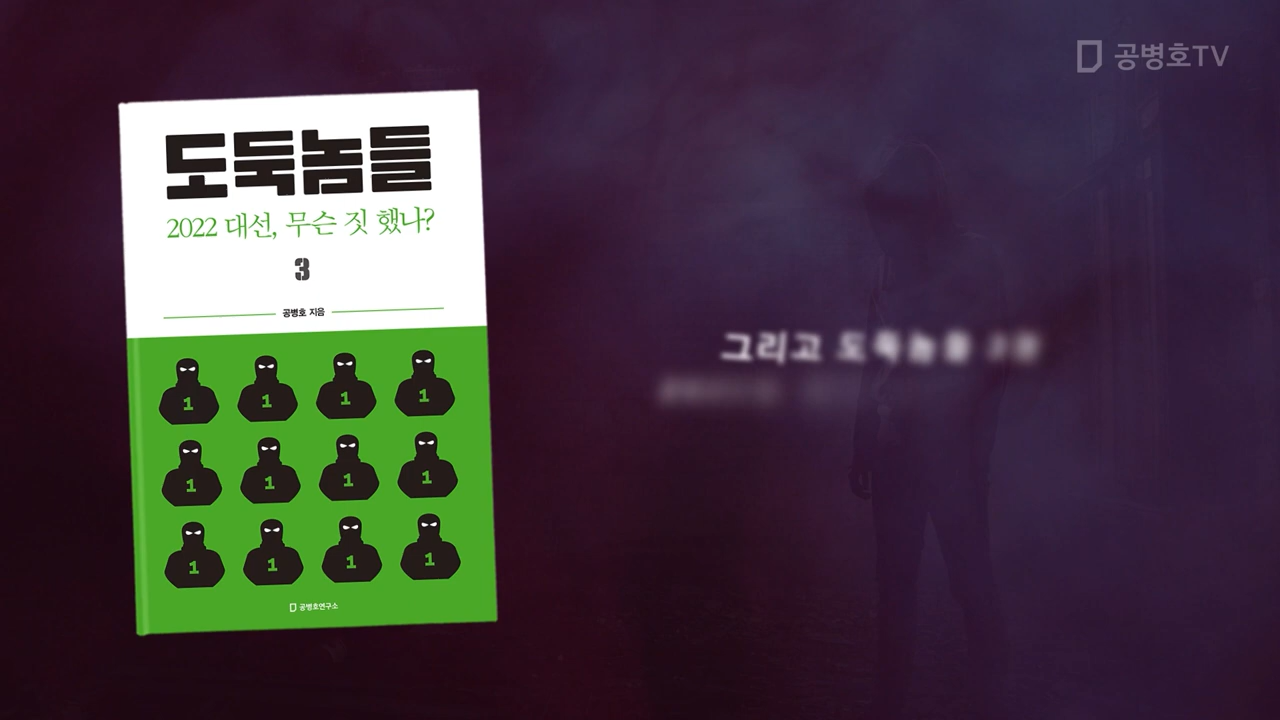 공병호TV
도둑놈들
2022 대선, 무슨 짓 했나?
3
공병호 지음
1 1 1 1
1 1 1 1
1 1 1 1
공병호연구소
그리고 도둑놈들